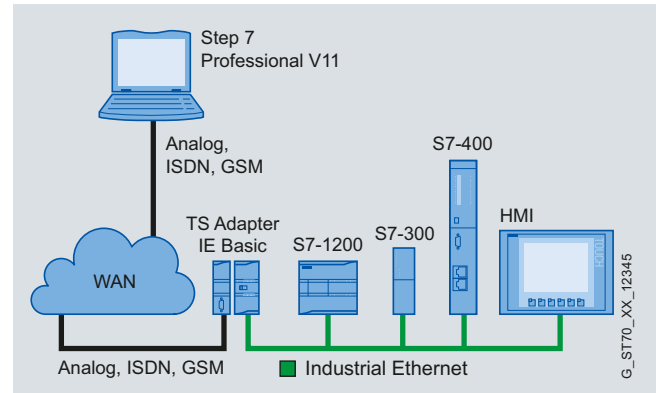 Step 7
Professional V11
Analog,
ISDN, GSM
S7-400
TS Adapter
IE Basic
S7-1200
S7-300
HMI
TOUCH
WAN
Analog, ISDN, GSM
Industrial Ethernet
G_ST70_XX_12345